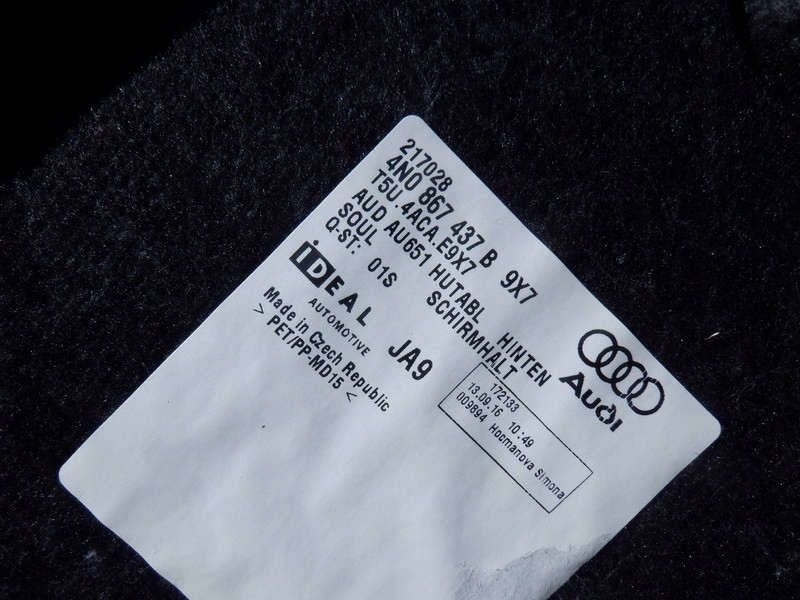 217028
4N0 867 437 B 9X7
T5U.4ACA.E9X7
AUD AU651 HUTABL HINTEN
SOUL SCHIRMHALT
Q-ST: 01S
iDEAL
AUTOMOTIVE
JA9
Made in Czech Republic
> PET/PP-MD15 <
172133
13.09.16 10:49
009894 Hocmanova Simona
Audi